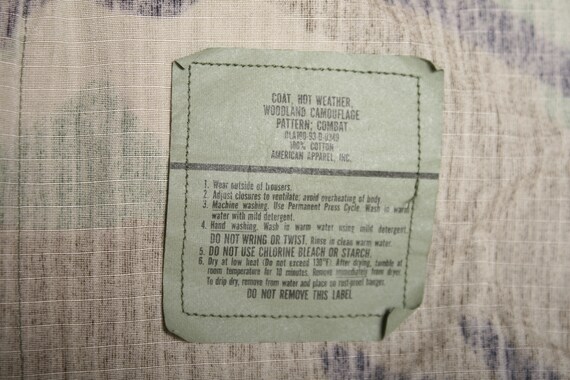 COAT, HOT WEATHER,
WOODLAND CAMOUFLAGE
PATTERN; COMBAT
100% COTTON
AMERICAN APPAREL, INC.
1. Wear outside of trousers.
2. Adjust closures to ventilate; avoid overheating of body
3. Machine washing. Use Permanent Press Cycle. Wash in warm
water with mild detergent.
4. Hand washing. Wash in warm water using mild detergent.
DO NOT WRING OR TWIST. Rinse in clean warm water.
5. DO NOT USE CHLORINE BLEACH OR STARCH.
6. Dry at low heat (Do not exceed 130°F). After drying, tumble at
room temperature for 10 minutes. Remove immediately from dryer.
To drip dry, remove from water and place on rust-proof hanger.
DO NOT REMOVE THIS LABEL